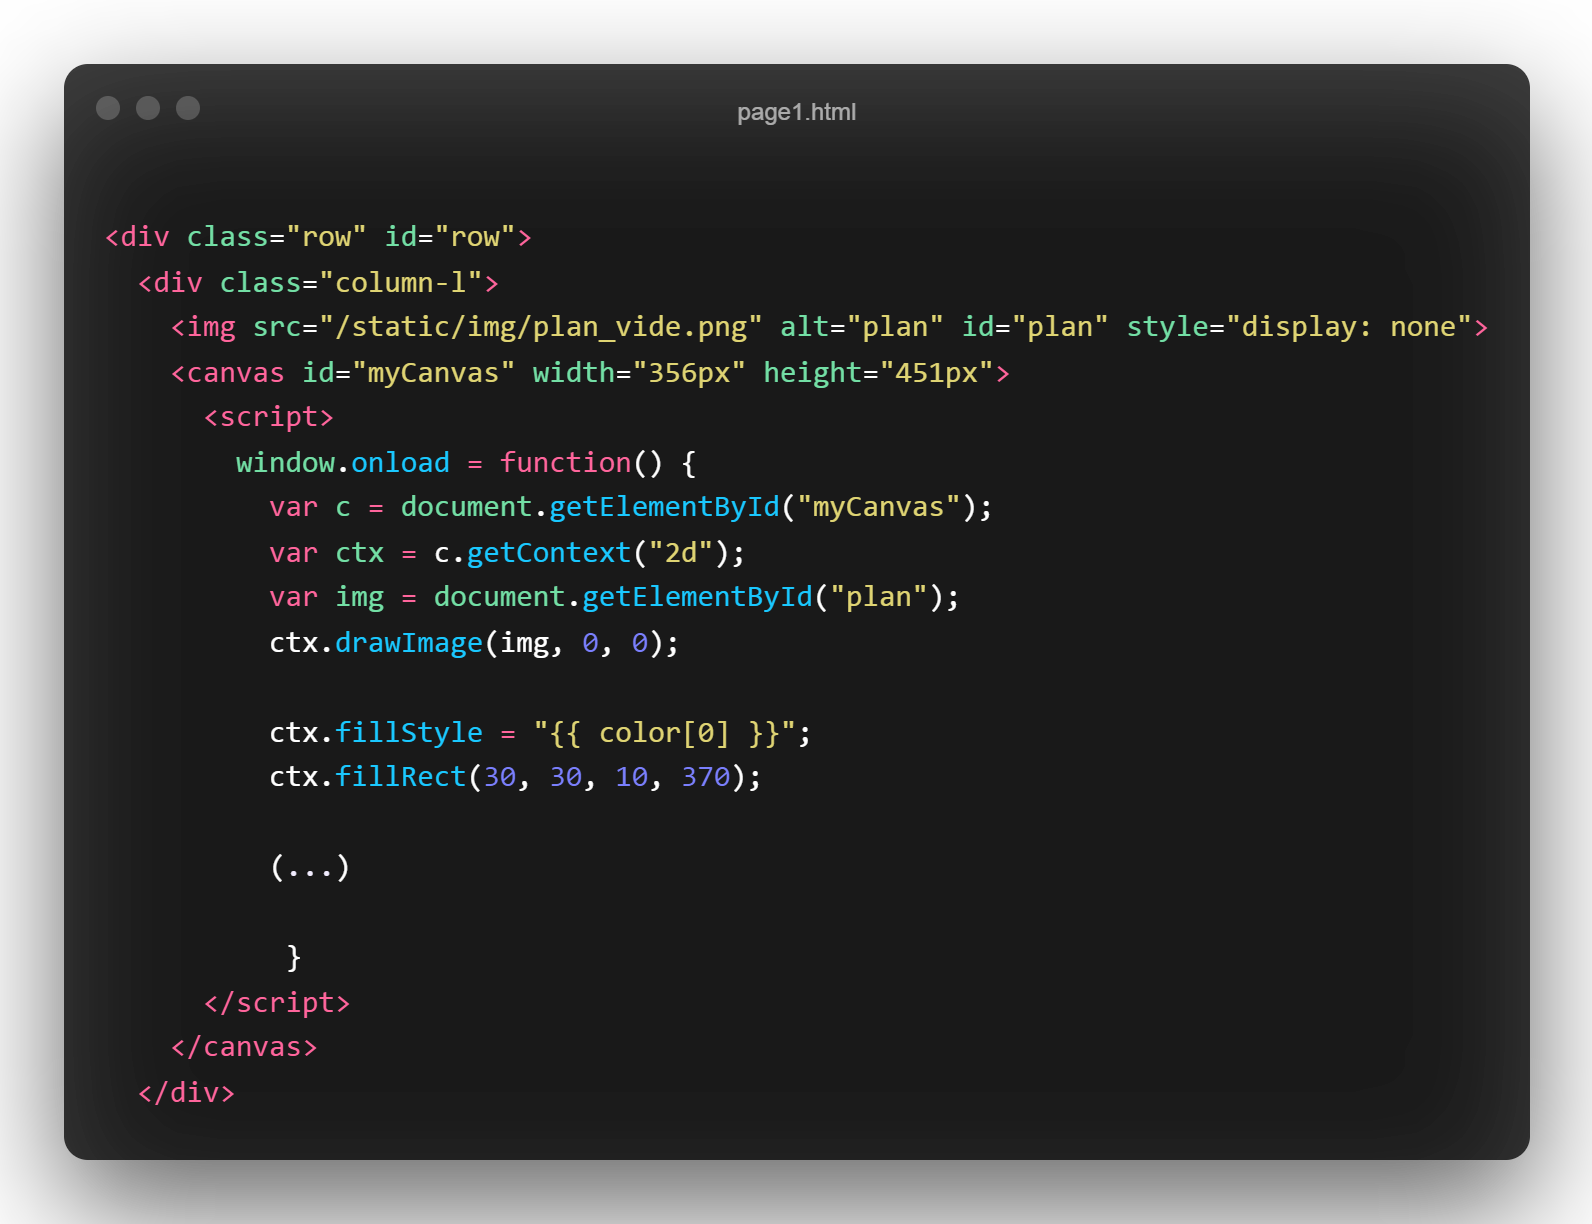 page1.html
<div class="row" id="row">
<div class="column-l">
<img src="/static/img/plan_vide.png" alt="plan" id="plan" style="display: none">
<canvas id="myCanvas" width="356px" height="451px">
<script>
window.onload = function() {
var c = document.getElementById("myCanvas");
var ctx = c.getContext("2d");
var img = document.getElementById("plan");
ctx.drawImage(img, 0, 0);
ctx.fillStyle = "{{ color[0] }}";
ctx.fillRect(30, 30, 10, 370);
(...)
}
</script>
</canvas>
</div>